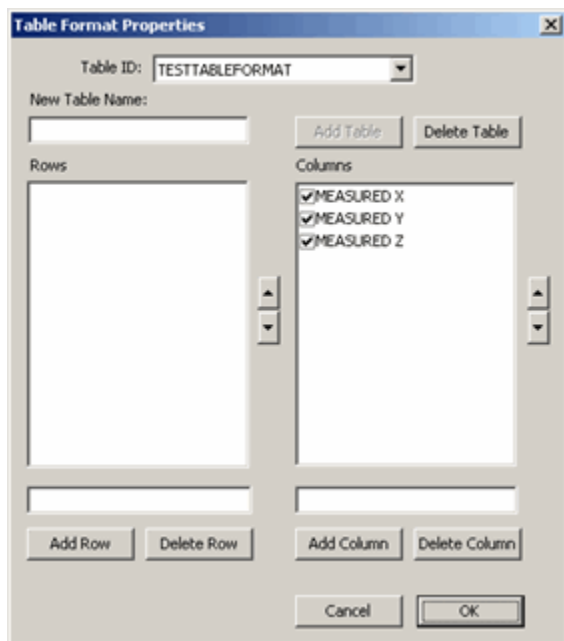 Table Format Properties
Table ID: TESTTABLEFORMAT
New Table Name:
Add Table Delete Table
Rows Columns
MEASURED X
MEASURED Y
MEASURED Z
Add Row Delete Row Add Column Delete Column
Cancel OK